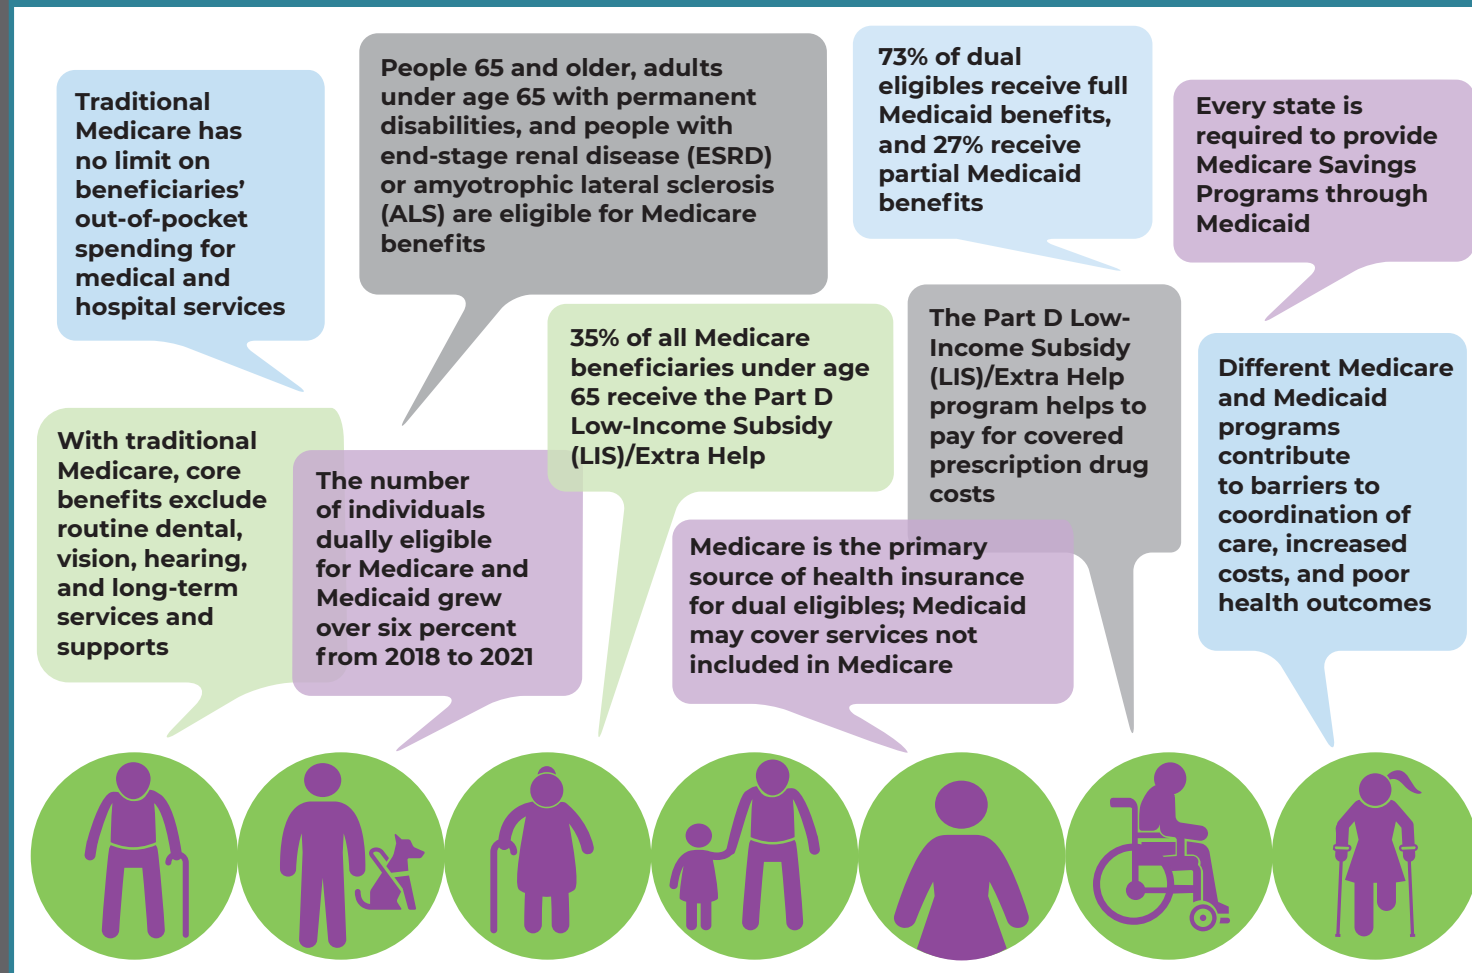 Traditional
Medicare has
no limit on
beneficiaries’
out-of-pocket
spending for
medical and
hospital services
People 65 and older, adults
under age 65 with permanent
disabilities, and people with
end-stage renal disease (ESRD)
or amyotrophic lateral sclerosis
(ALS) are eligible for Medicare
benefits
73% of dual
eligibles receive full
Medicaid benefits,
and 27% receive
partial Medicaid
benefits
Every state is
required to provide
Medicare Savings
Programs through
Medicaid
With traditional
Medicare, core
benefits exclude
routine dental,
vision, hearing,
and long-term
services and
supports
The number
of individuals
dually eligible
for Medicare and
Medicaid grew
over six percent
from 2018 to 2021
35% of all Medicare
beneficiaries under age
65 receive the Part D
Low-Income Subsidy
(LIS)/Extra Help
Medicare is the primary
source of health insurance
for dual eligibles; Medicaid
may cover services not
included in Medicare
The Part D Low-
Income Subsidy
(LIS)/Extra Help
program helps to
pay for covered
prescription drug
costs
Different Medicare
and Medicaid
programs
contribute
to barriers to
coordination of
care, increased
costs, and poor
health outcomes